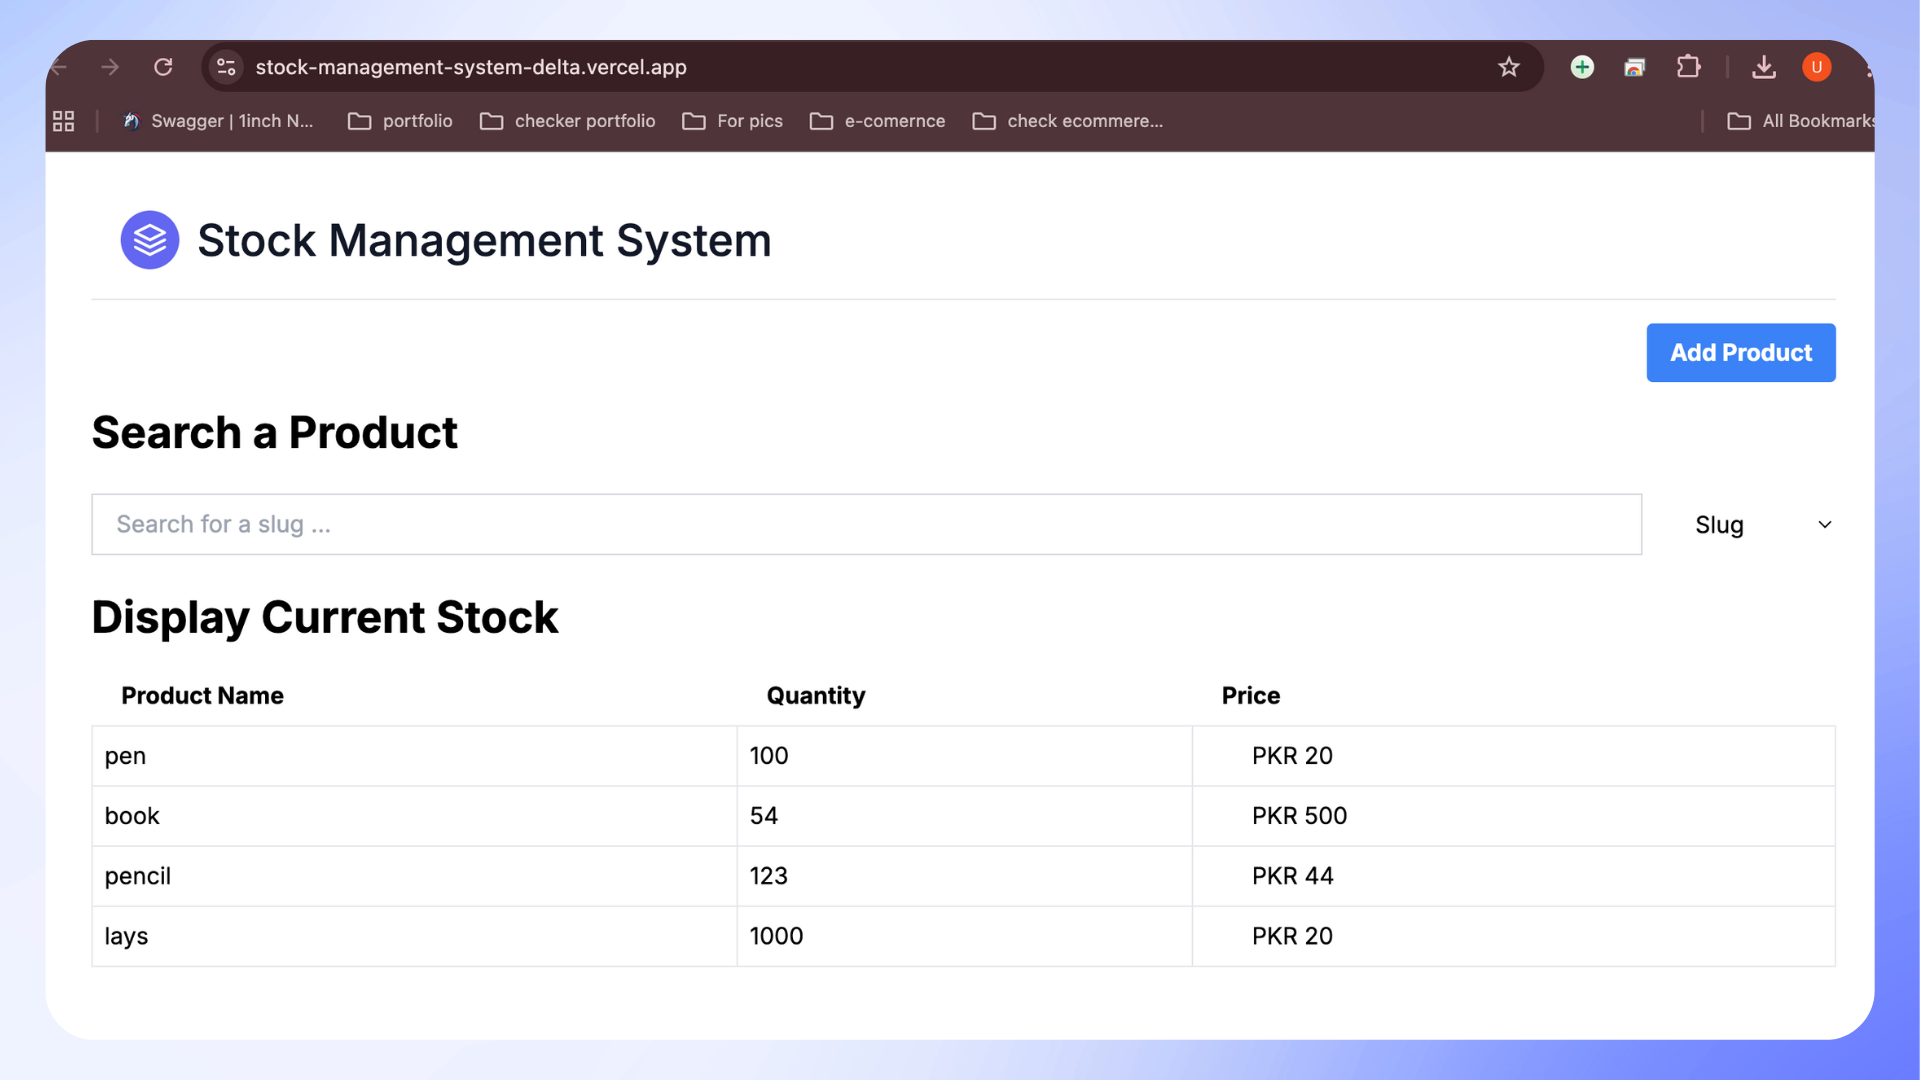 stock-management-system-delta.vercel.app
U
Swagger | 1inch N... portfolio checker portfolio For pics e-comernce check ecommere... All Bookmarks
Stock Management System
Add Product
Search a Product
Search for a slug ... Slug
Display Current Stock
Product Name Quantity Price
pen 100 PKR 20
book 54 PKR 500
pencil 123 PKR 44
lays 1000 PKR 20